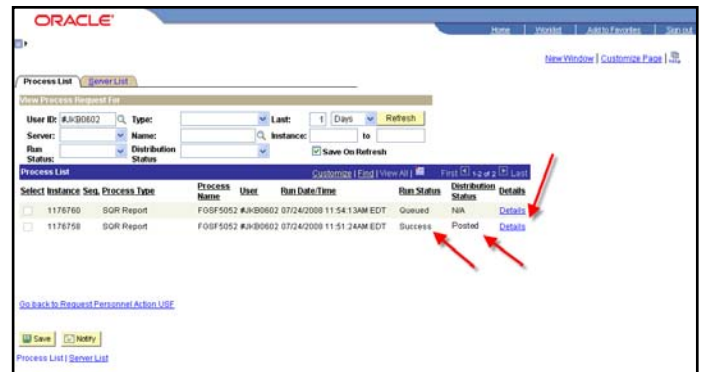 ORACLE
Home | Worklist | Add to Favorites | Sign out
New Window | Customize Page |
Process List Server List
View Process Request For
User ID: #JKB0602 Type: Last: 1 Days Refresh
Server: Name: Instance: to
Run Status: Distribution Status Save On Refresh
Process List Customize | Find | View All | First 1-2 of 2 Last
Select Instance Seq. Process Type Process Name User Run Date/Time Run Status Distribution Status Details
1176760 SQR Report FGSF5052 #JKB0602 07/24/2008 11:54:13AM EDT Queued N/A Details
1176758 SQR Report FGSF5052 #JKB0602 07/24/2008 11:51:24AM EDT Success Posted Details
Go back to Request Personnel Action USF
Save Notify
Process List | Server List